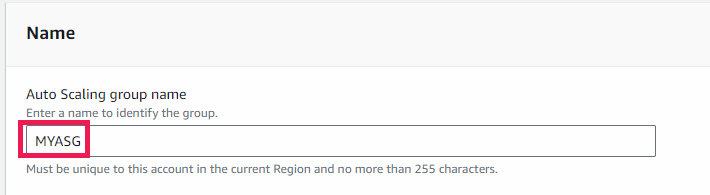 Name
Auto Scaling group name
Enter a name to identify the group.
MYASG
Must be unique to this account in the current Region and no more than 255 characters.